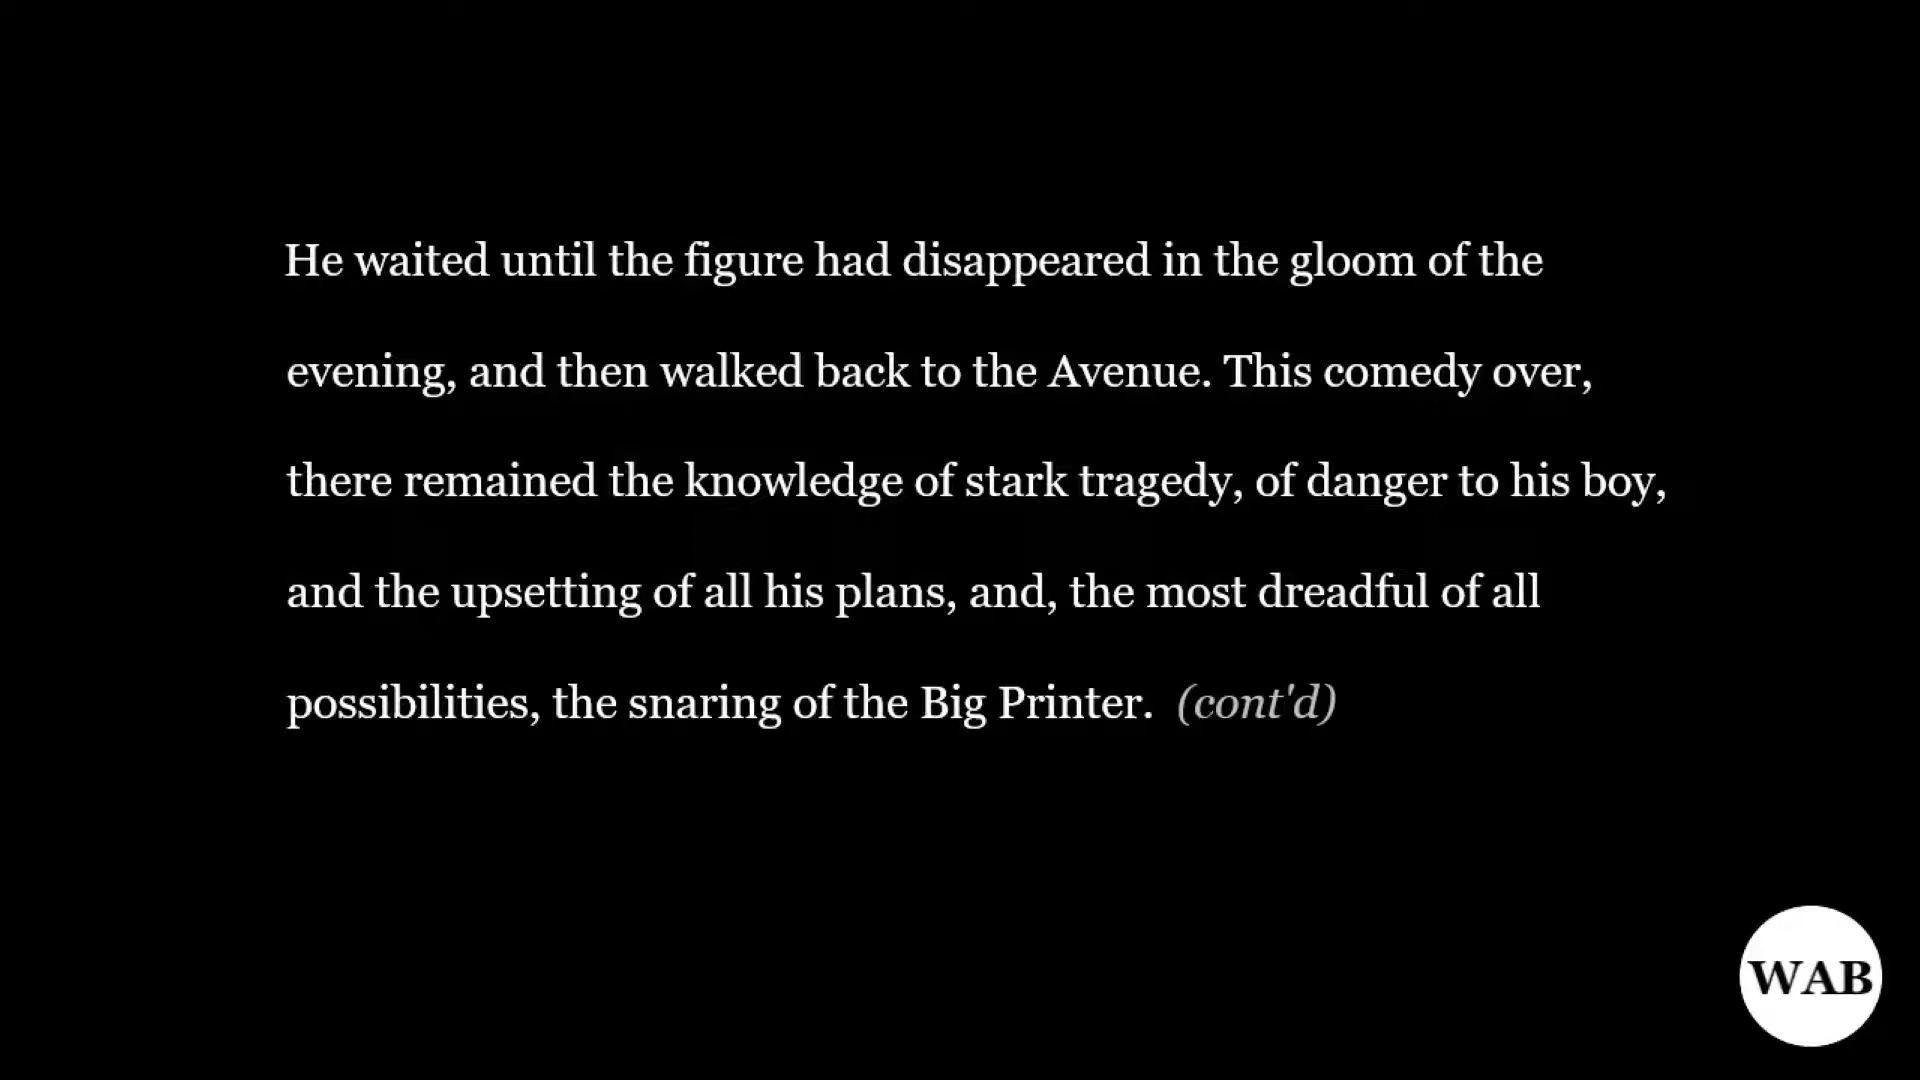 He waited until the figure had disappeared in the gloom of the
evening, and then walked back to the Avenue. This comedy over,
there remained the knowledge of stark tragedy, of danger to his boy,
and the upsetting of all his plans, and, the most dreadful of all
possibilities, the snaring of the Big Printer. (cont'd)
WAB